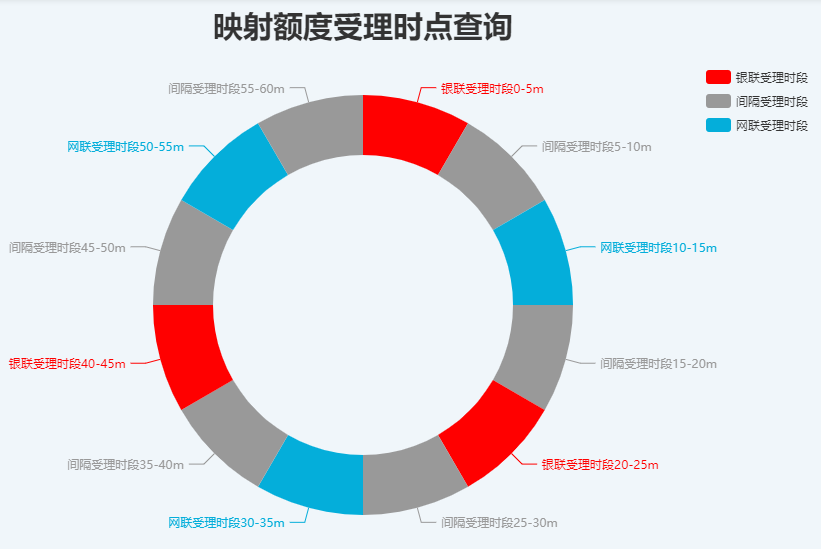 映射额度受理时点查询
银联受理时段
间隔受理时段
网联受理时段
银联受理时段0-5m
间隔受理时段5-10m
网联受理时段10-15m
间隔受理时段15-20m
银联受理时段20-25m
间隔受理时段25-30m
网联受理时段30-35m
间隔受理时段35-40m
银联受理时段40-45m
间隔受理时段45-50m
网联受理时段50-55m
间隔受理时段55-60m